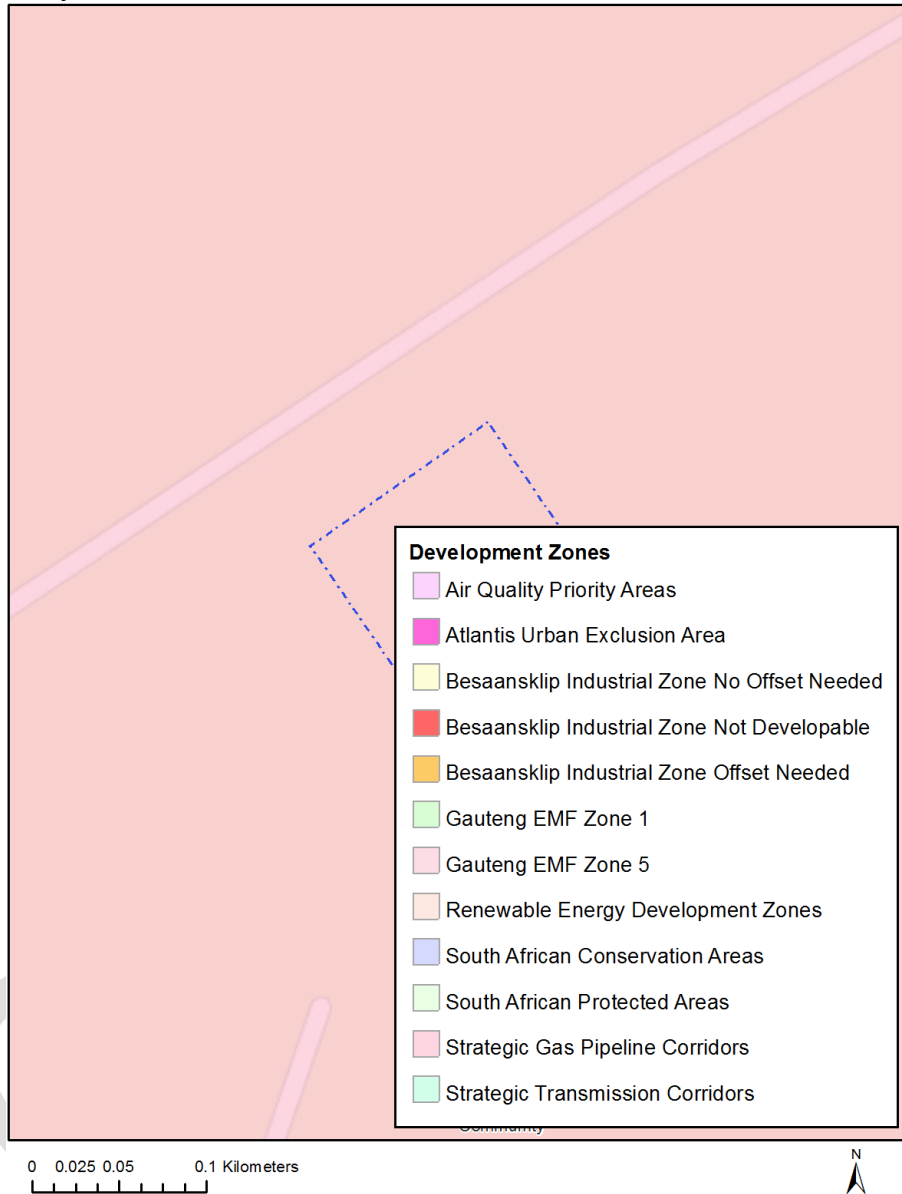 Development Zones
Air Quality Priority Areas
Atlantis Urban Exclusion Area
Besaansklip Industrial Zone No Offset Needed
Besaansklip Industrial Zone Not Developable
Besaansklip Industrial Zone Offset Needed
Gauteng EMF Zone 1
Gauteng EMF Zone 5
Renewable Energy Development Zones
South African Conservation Areas
South African Protected Areas
Strategic Gas Pipeline Corridors
Strategic Transmission Corridors
Community
0 0.025 0.05 0.1 Kilometers
N